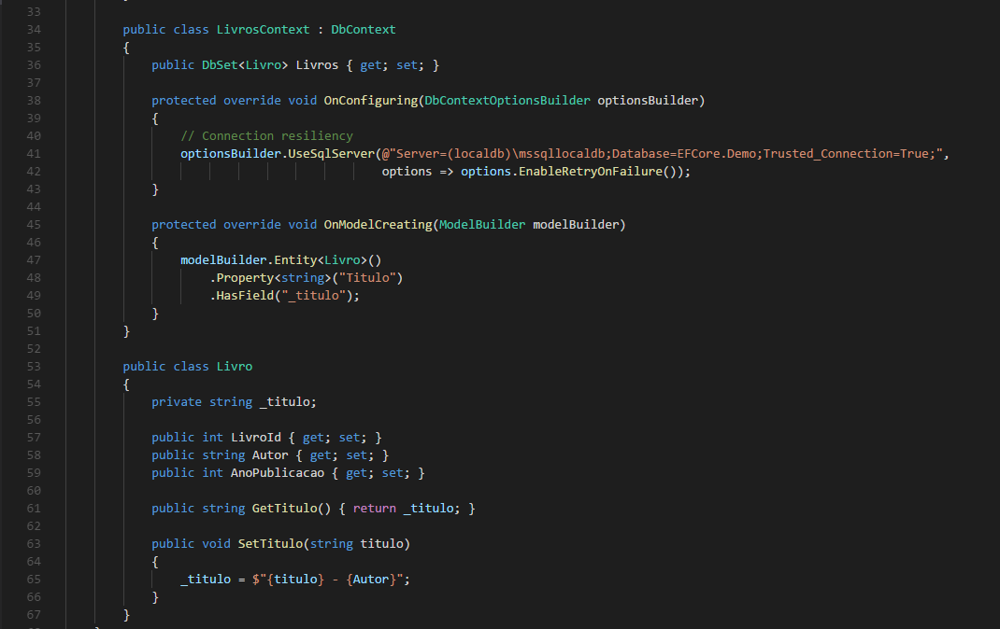 33
34 public class LivrosContext : DbContext
35 {
36 public DbSet<Livro> Livros { get; set; }
37
38 protected override void OnConfiguring(DbContextOptionsBuilder optionsBuilder)
39 {
40 // Connection resiliency
41 optionsBuilder.UseSqlServer(@"Server=(localdb)\mssqllocaldb;Database=EFCore.Demo;Trusted_Connection=True;",
42 options => options.EnableRetryOnFailure());
43 }
44
45 protected override void OnModelCreating(ModelBuilder modelBuilder)
46 {
47 modelBuilder.Entity<Livro>()
48 .Property<string>("Titulo")
49 .HasField("_titulo");
50 }
51 }
52
53 public class Livro
54 {
55 private string _titulo;
56
57 public int LivroId { get; set; }
58 public string Autor { get; set; }
59 public int AnoPublicacao { get; set; }
60
61 public string GetTitulo() { return _titulo; }
62
63 public void SetTitulo(string titulo)
64 {
65 _titulo = $"{titulo} - {Autor}";
66 }
67 }